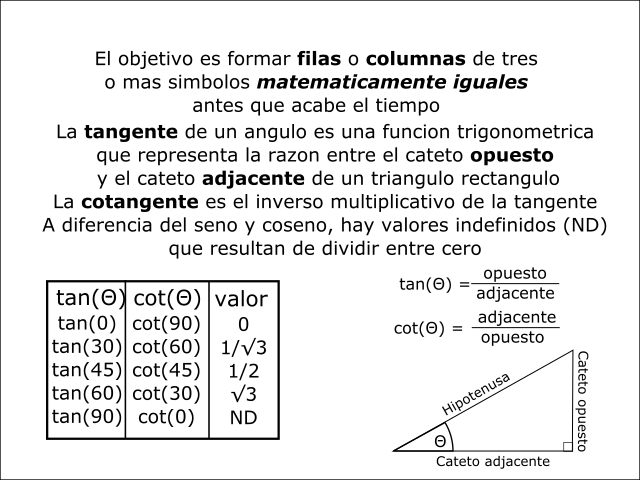 El objetivo es formar filas o columnas de tres
o mas simbolos matematicamente iguales
antes que acabe el tiempo
La tangente de un angulo es una funcion trigonometrica
que representa la razon entre el cateto opuesto
y el cateto adjacente de un triangulo rectangulo
La cotangente es el inverso multiplicativo de la tangente
A diferencia del seno y coseno, hay valores indefinidos (ND)
que resultan de dividir entre cero
tan(Θ) cot(Θ) valor
tan(0) cot(90) 0
tan(30) cot(60) 1/√3
tan(45) cot(45) 1/2
tan(60) cot(30) √3
tan(90) cot(0) ND
tan(Θ) = opuesto
adjacente
cot(Θ) = adjacente
opuesto
Hipotenusa
Cateto opuesto
Θ
Cateto adjacente